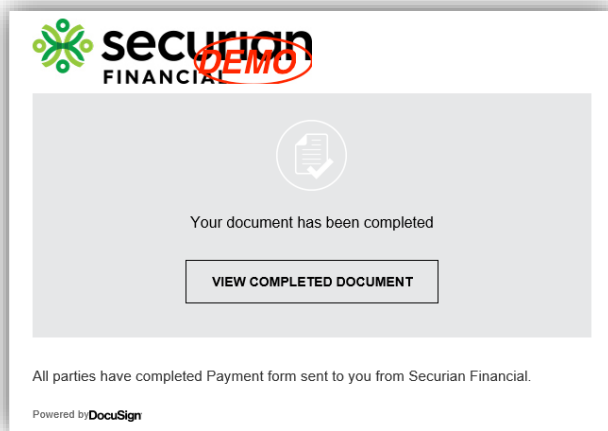 securian
DEMO
FINANCIAL
Your document has been completed
VIEW COMPLETED DOCUMENT
All parties have completed Payment form sent to you from Securian Financial.
Powered by DocuSign